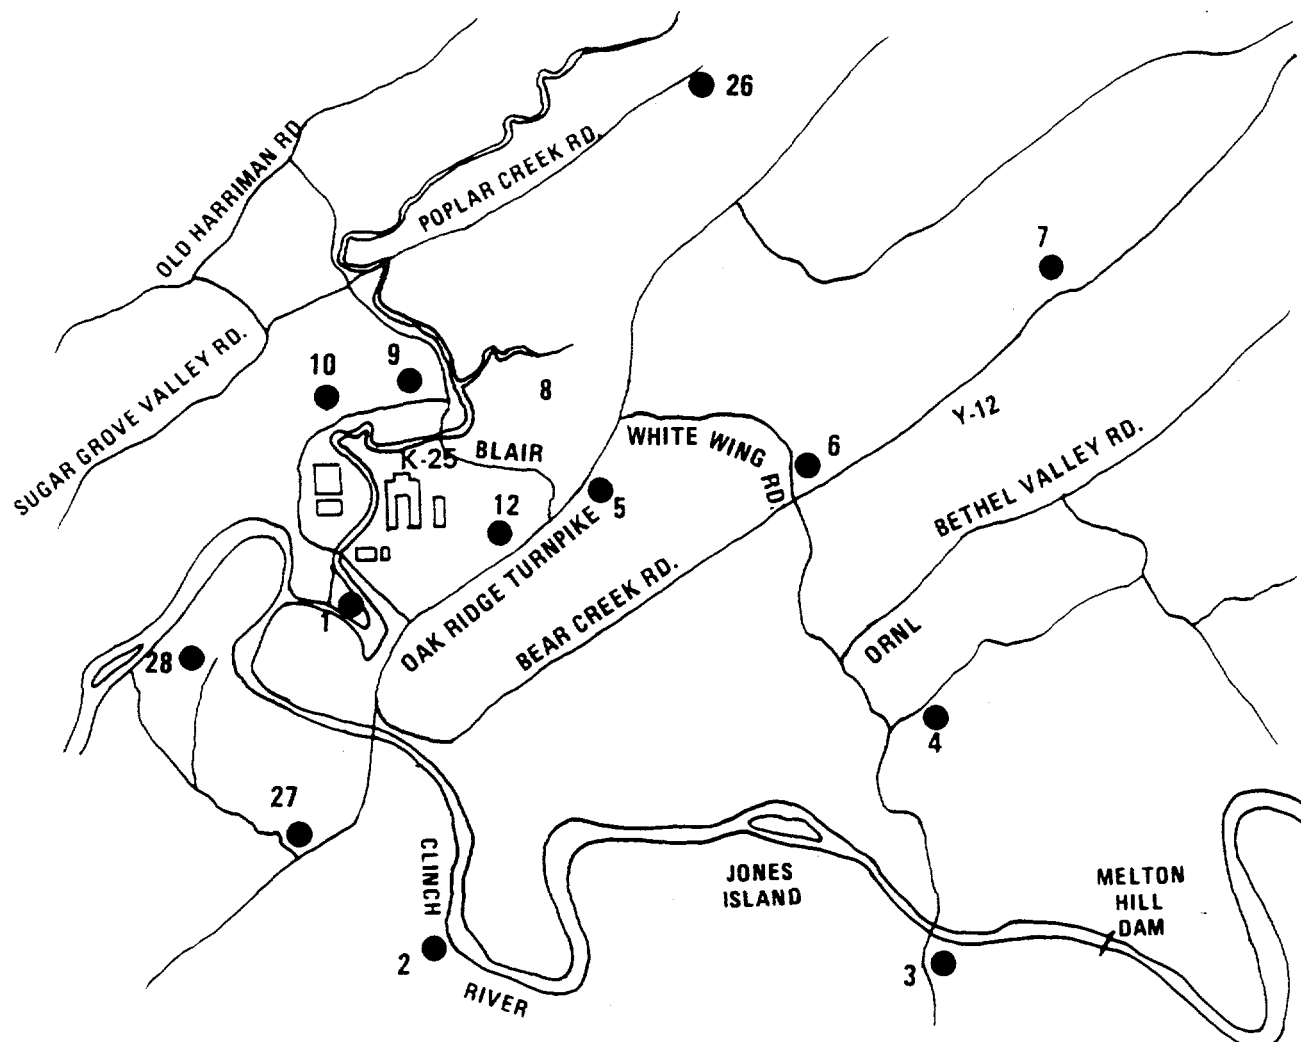 26
OLD HARRIMAN RD.
POPLAR CREEK RD.
7
SUGAR GROVE VALLEY RD.
10
9
8
Y-12
WHITE WING RD.
6
BLAIR
K-25
BETHEL VALLEY RD.
12
5
OAK RIDGE TURNPIKE
BEAR CREEK RD.
1
ORNL
28
4
27
CLINCH
RIVER
JONES
ISLAND
MELTON
HILL
DAM
2
3